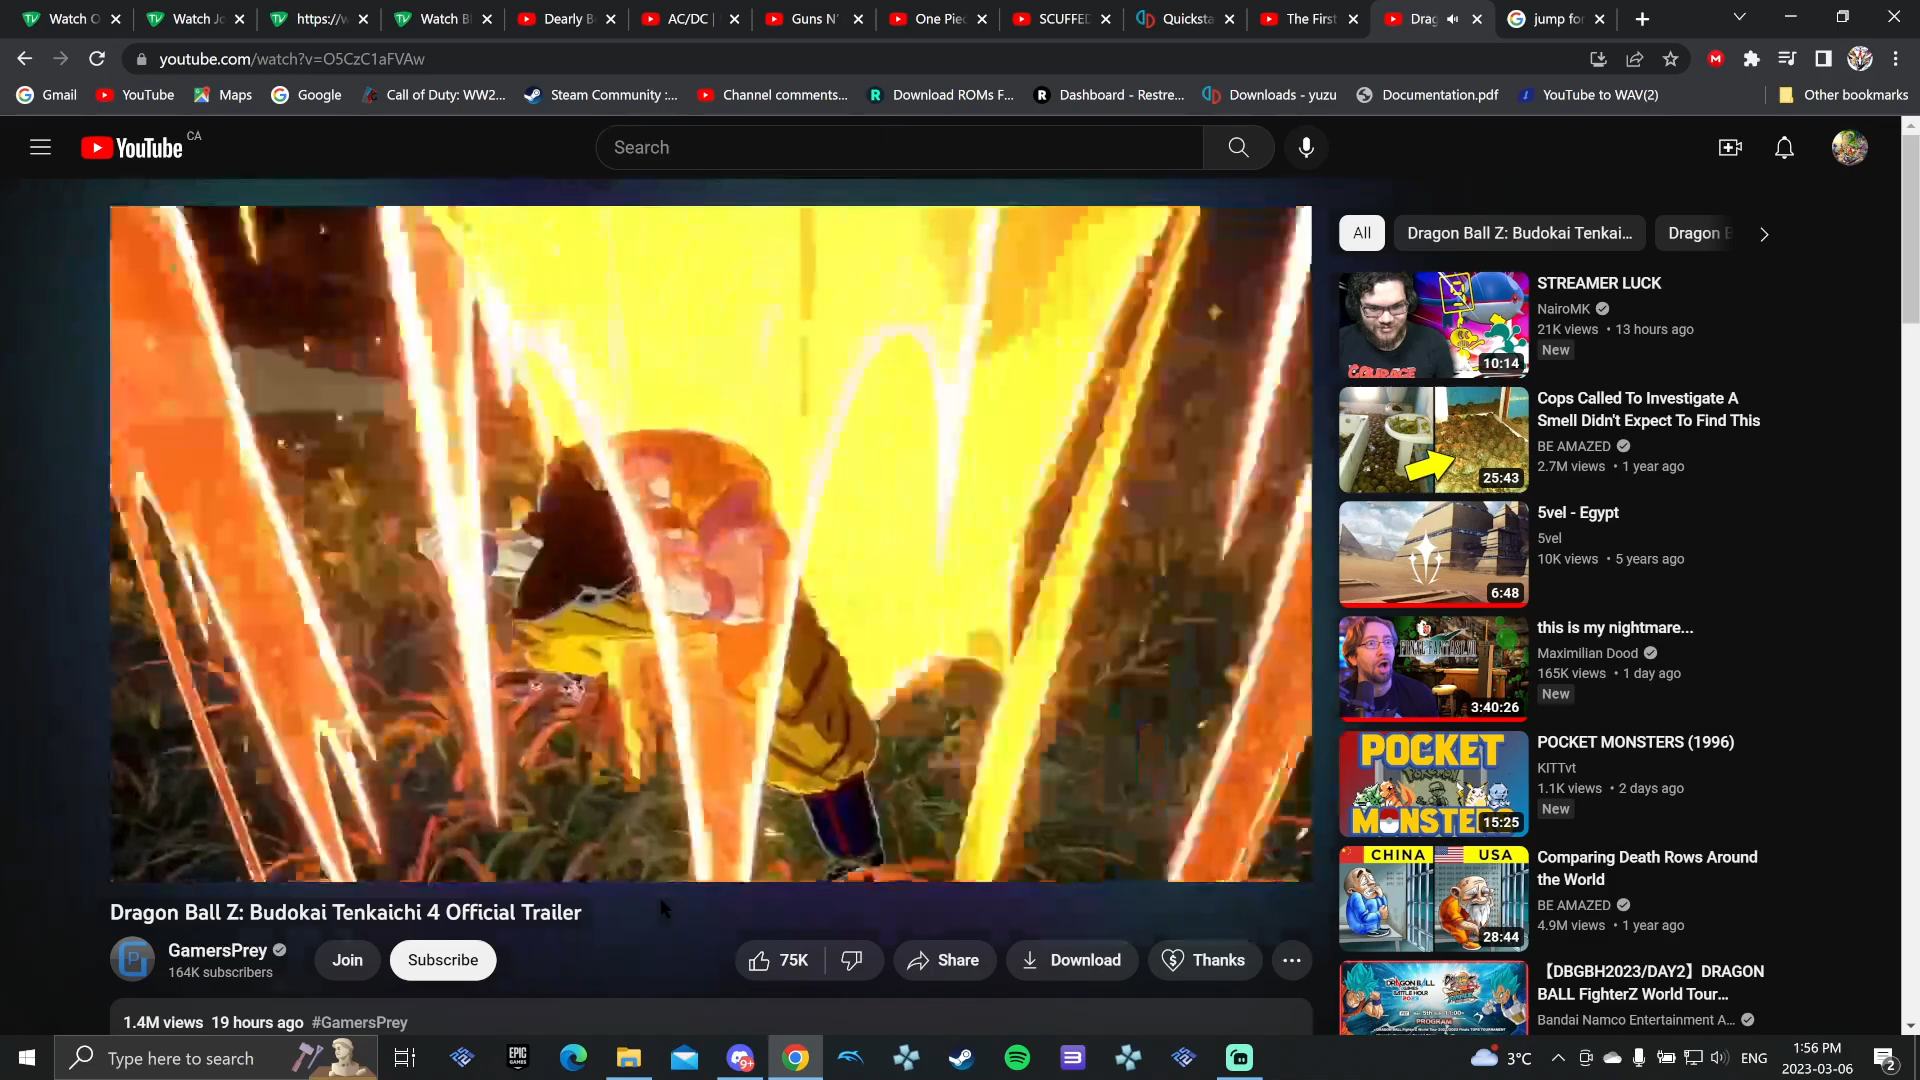 Watch O
Watch Jo
https://w
Watch Bl
Dearly B
AC/DC |
Guns N'
One Piec
SCUFFED
Quicksta
The First
Drag
jump for
youtube.com/watch?v=O5CzC1aFVAw
Gmail
YouTube
Maps
Google
Call of Duty: WW2...
Steam Community :...
Channel comments...
Download ROMs F...
Dashboard - Restre...
Downloads - yuzu
Documentation.pdf
YouTube to WAV(2)
Other bookmarks
YouTube CA
Search
All
Dragon Ball Z: Budokai Tenkai...
Dragon B
STREAMER LUCK
NairoMK
21K views • 13 hours ago
New
COURAGE
10:14
Cops Called To Investigate A
Smell Didn't Expect To Find This
BE AMAZED
2.7M views • 1 year ago
25:43
5vel - Egypt
5vel
10K views • 5 years ago
6:48
this is my nightmare...
Maximilian Dood
165K views • 1 day ago
New
FINAL FANTASY VII
3:40:26
POCKET MONSTERS (1996)
KITTvt
1.1K views • 2 days ago
New
POCKET
MONSTE
15:25
Comparing Death Rows Around
the World
BE AMAZED
4.9M views • 1 year ago
CHINA
USA
28:44
【DBGBH2023/DAY2】DRAGON
BALL FighterZ World Tour...
Bandai Namco Entertainment A...
Dragon Ball Z: Budokai Tenkaichi 4 Official Trailer
GamersPrey
164K subscribers
Join
Subscribe
75K
Share
Download
Thanks
1.4M views 19 hours ago #GamersPrey
Type here to search
EPIC GAMES
9+
3°C
ENG
1:56 PM
2023-03-06
2